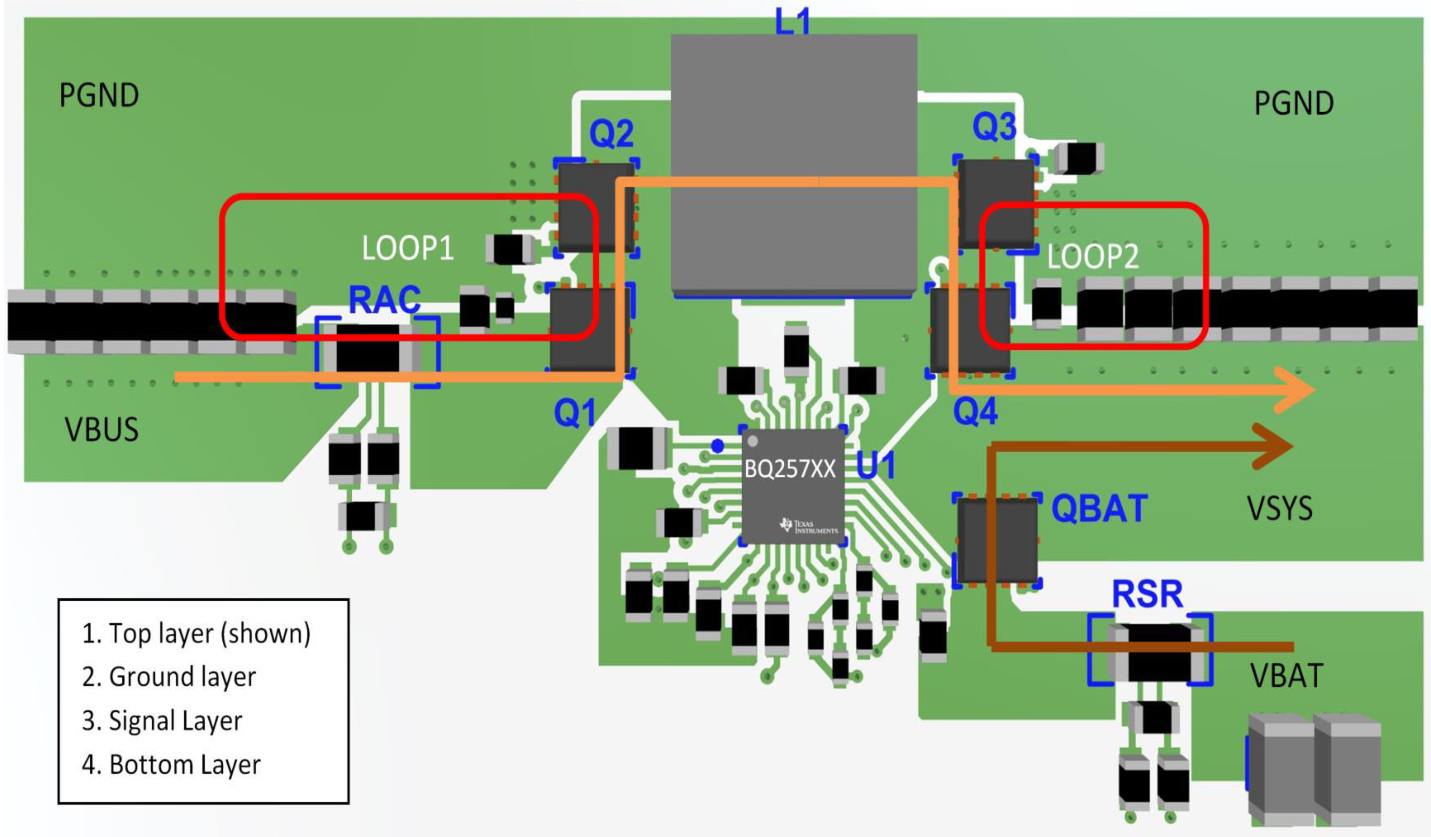 L1
PGND
PGND
Q2
Q3
LOOP1
LOOP2
RAC
Q1
Q4
VBUS
BQ257XX
U1
TEXAS
INSTRUMENTS
QBAT
VSYS
RSR
VBAT
1. Top layer (shown)
2. Ground layer
3. Signal Layer
4. Bottom Layer